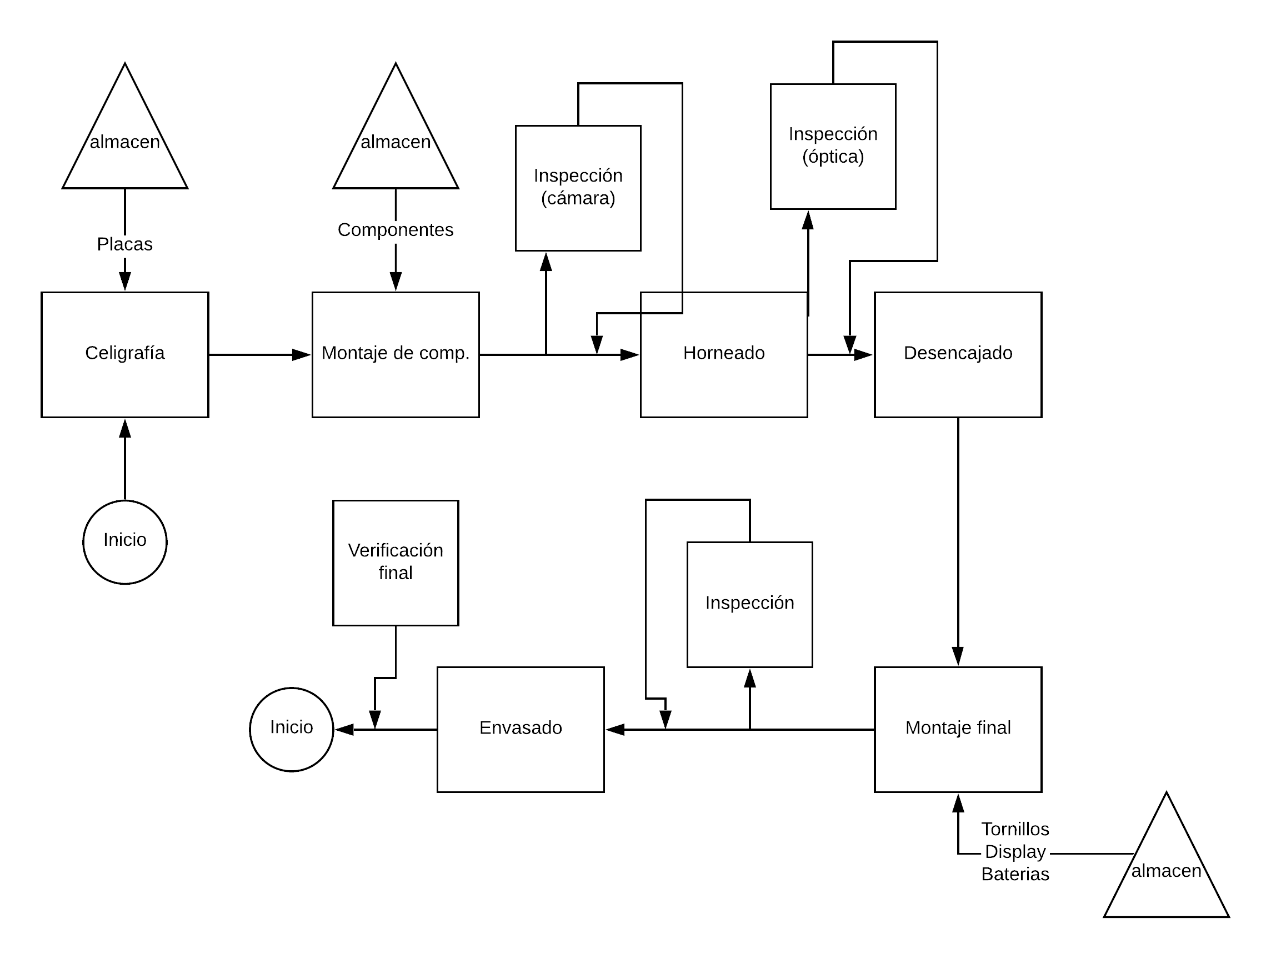 almacen
almacen
Inspección
(cámara)
Inspección
(óptica)
Placas
Componentes
Celigrafía
Montaje de comp.
Horneado
Desencajado
Inicio
Verificación
final
Inspección
Inicio
Envasado
Montaje final
Tornillos
Display
Baterias
almacen